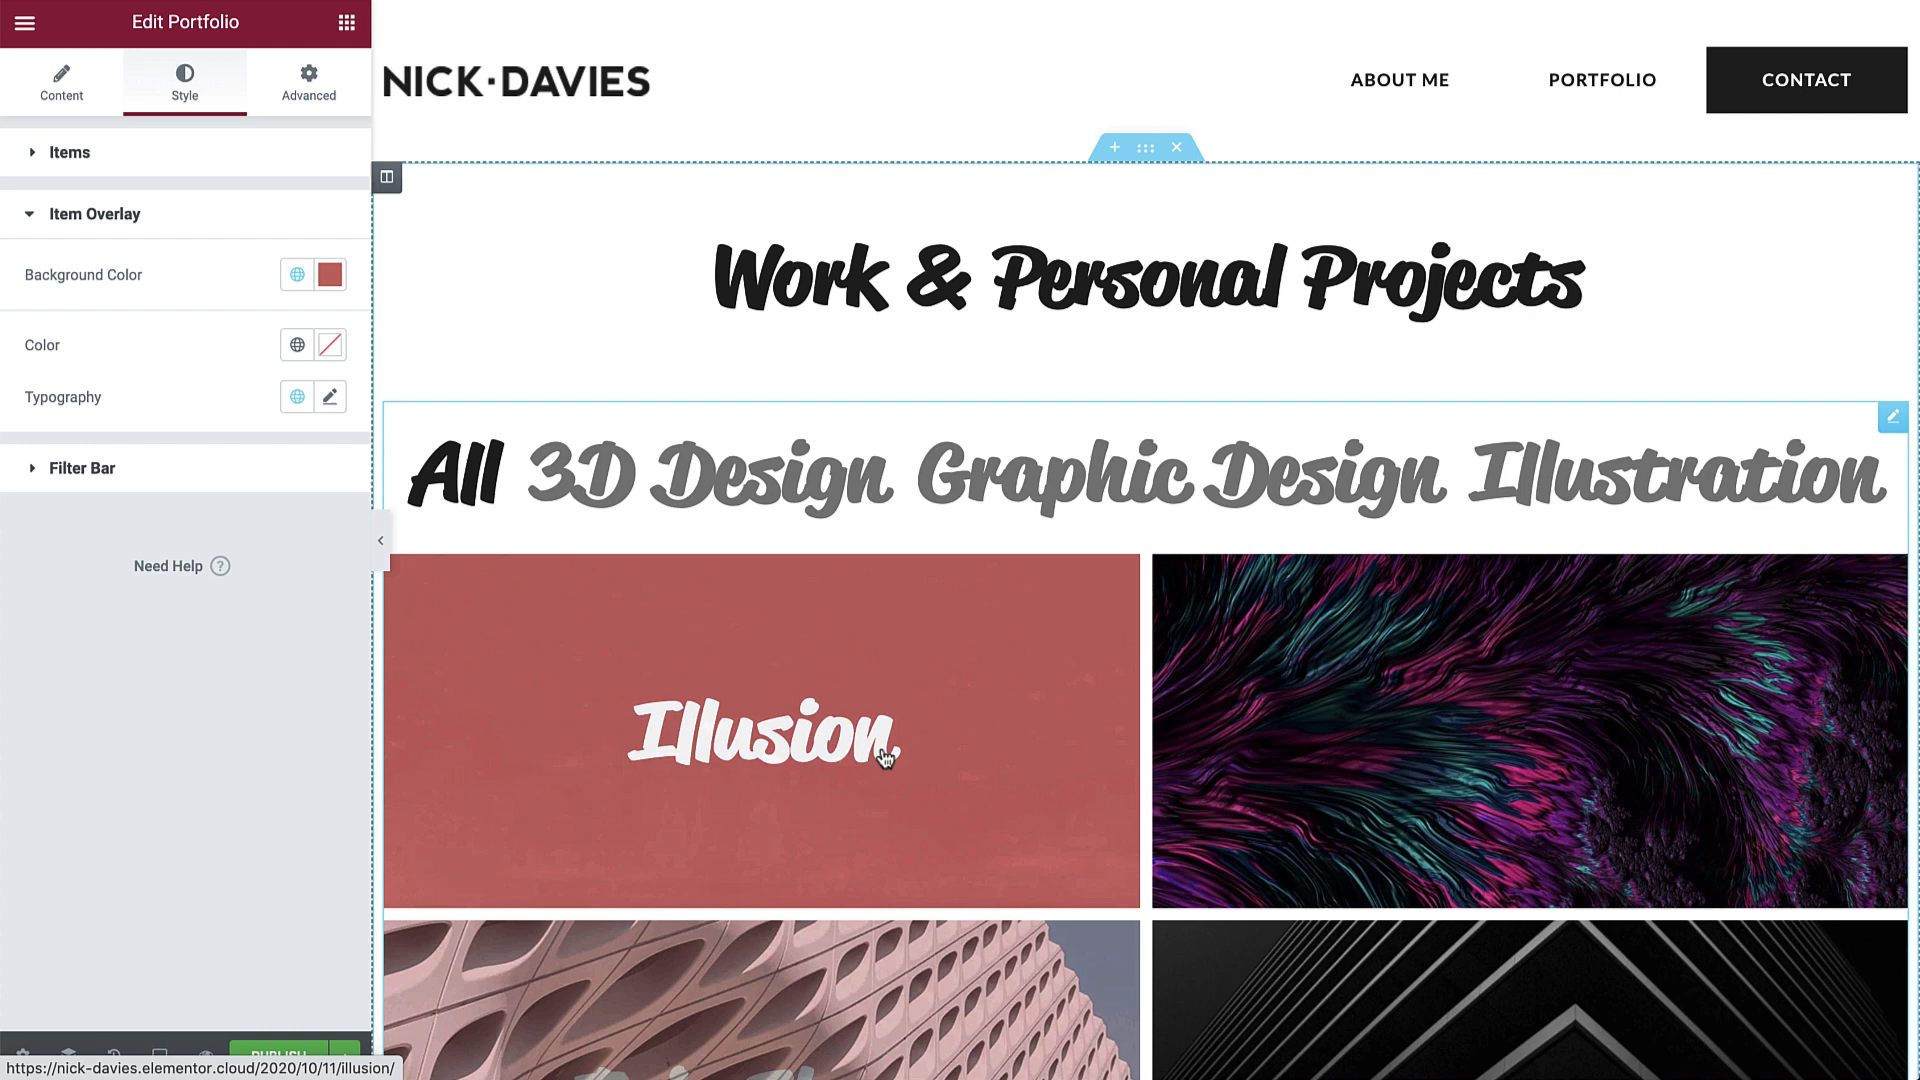 Edit Portfolio
Content
Style
Advanced
Items
Item Overlay
Background Color
Color
Typography
Filter Bar
Need Help ?
PUBLISH
https://nick-davies.elementor.cloud/2020/10/11/illusion/
NICK·DAVIES
ABOUT ME
PORTFOLIO
CONTACT
Work & Personal Projects
All 3D Design Graphic Design Illustration
Illusion